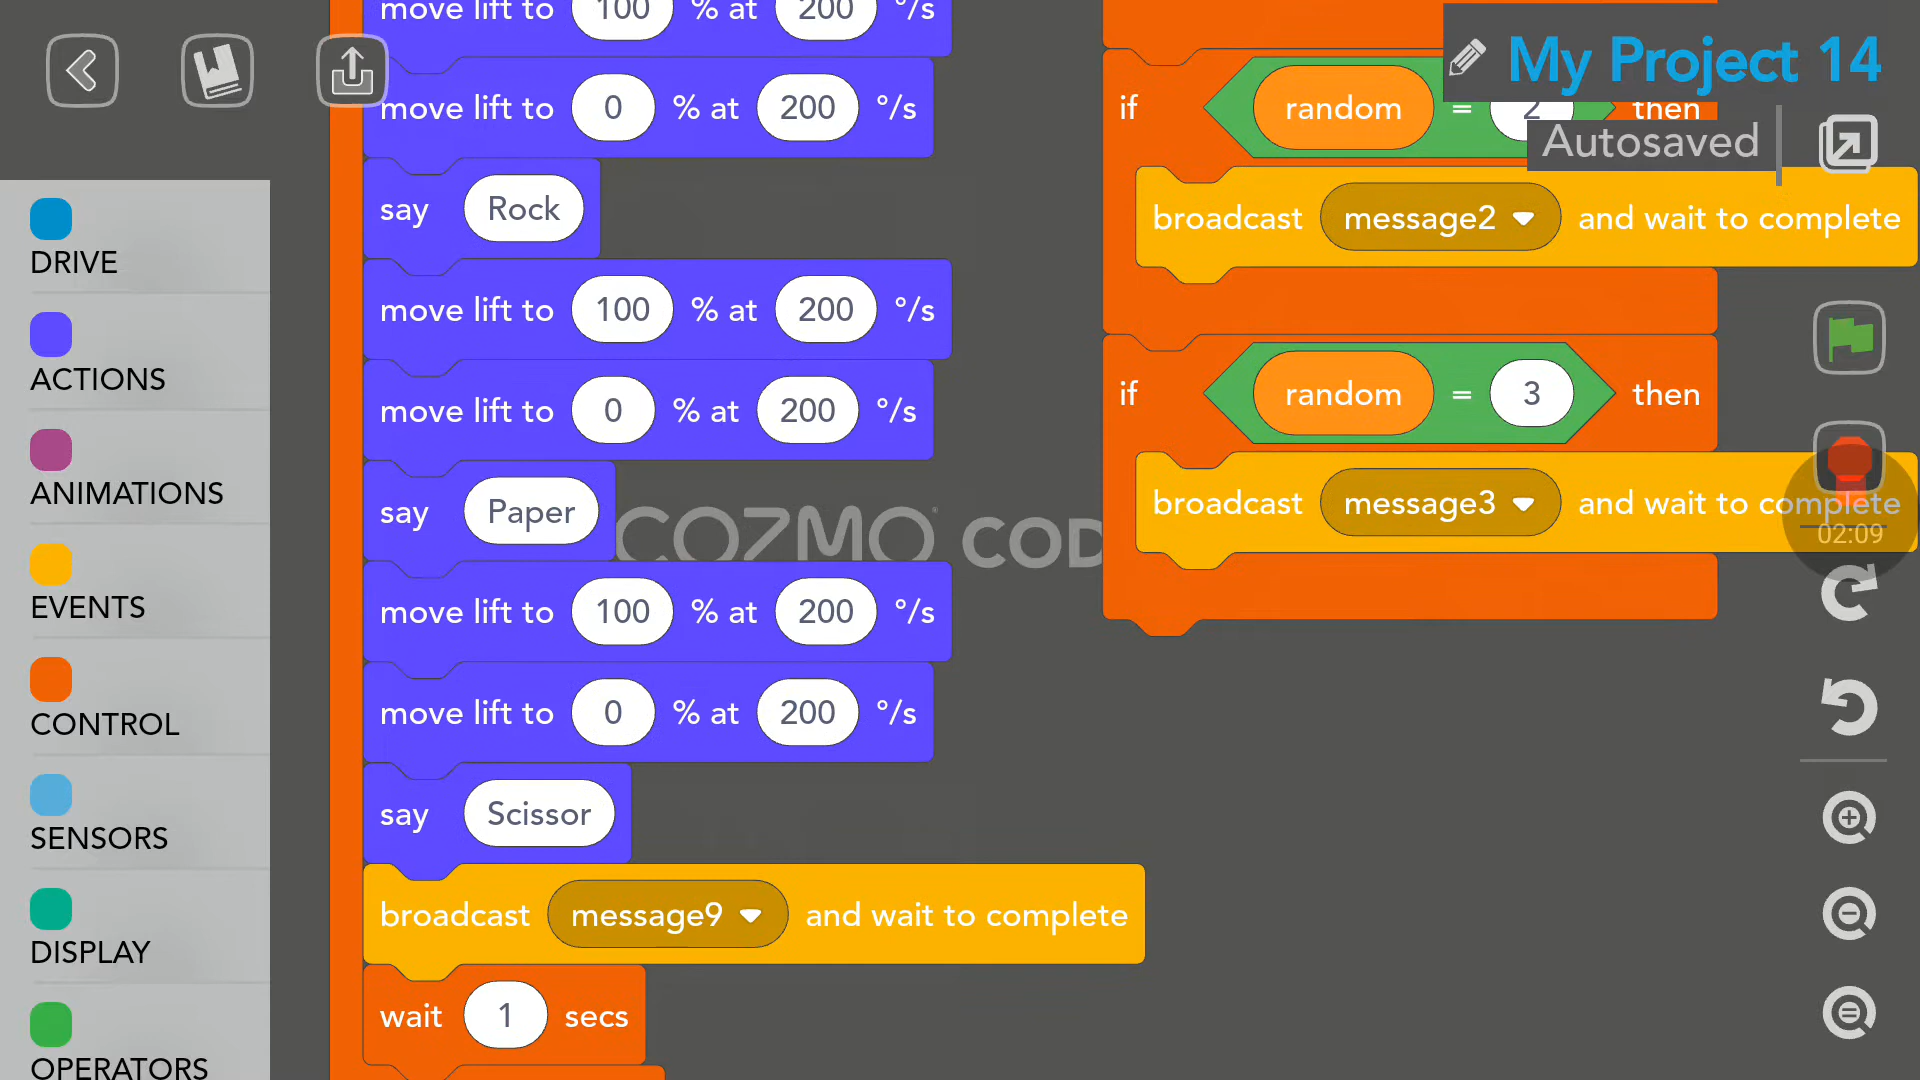 move lift to 100 % at 200 °/s
My Project 14
move lift to 0 % at 200 °/s
if random = 2 then
Autosaved
say Rock
broadcast message2 and wait to complete
DRIVE
move lift to 100 % at 200 °/s
ACTIONS
move lift to 0 % at 200 °/s
if random = 3 then
ANIMATIONS
say Paper
broadcast message3 and wait to complete
COZMO COD
02:09
EVENTS
move lift to 100 % at 200 °/s
CONTROL
move lift to 0 % at 200 °/s
SENSORS
say Scissor
DISPLAY
broadcast message9 and wait to complete
wait 1 secs
OPERATORS